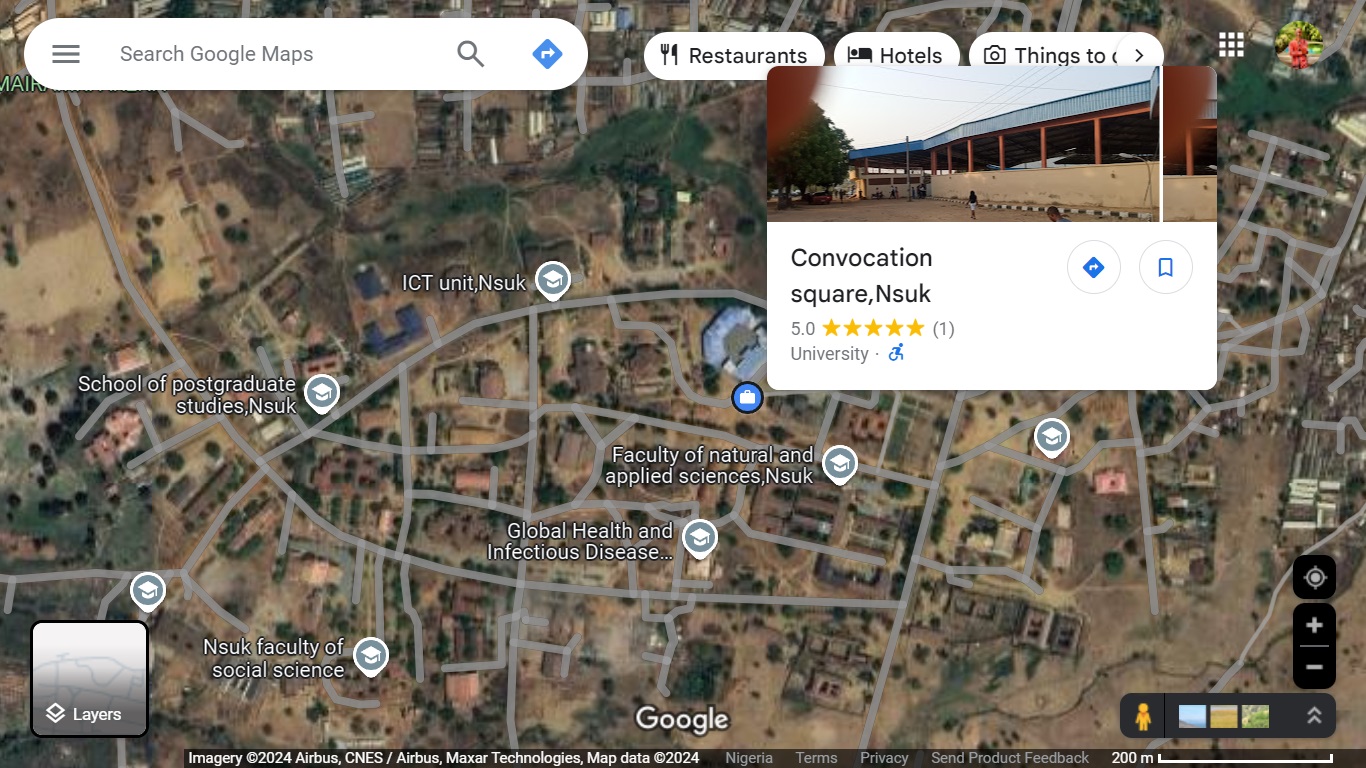 Search Google Maps
Restaurants
Hotels
Things to
Convocation
square,Nsuk
5.0
(1)
University ·
ICT unit,Nsuk
School of postgraduate
studies,Nsuk
Faculty of natural and
applied sciences,Nsuk
Global Health and
Infectious Disease...
Nsuk faculty of
social science
Layers
Google
Imagery ©2024 Airbus, CNES / Airbus, Maxar Technologies, Map data ©2024
Nigeria
Terms
Privacy
Send Product Feedback
200 m